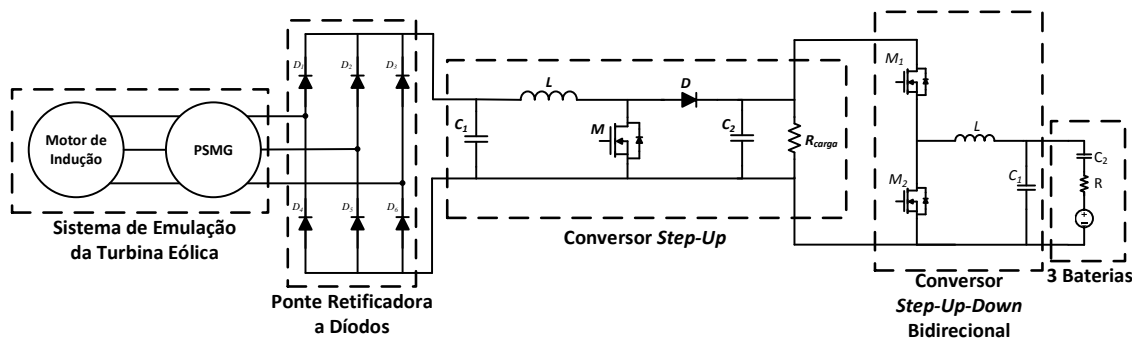 Motor de
Indução
PSMG
Sistema de Emulação
da Turbina Eólica
D1
D2
D3
D4
D5
D6
Ponte Retificadora
a Díodos
C1
L
M
D
C2
Rcarga
Conversor Step-Up
M1
M2
L
C1
Conversor
Step-Up-Down
Bidirecional
C2
R
3 Baterias